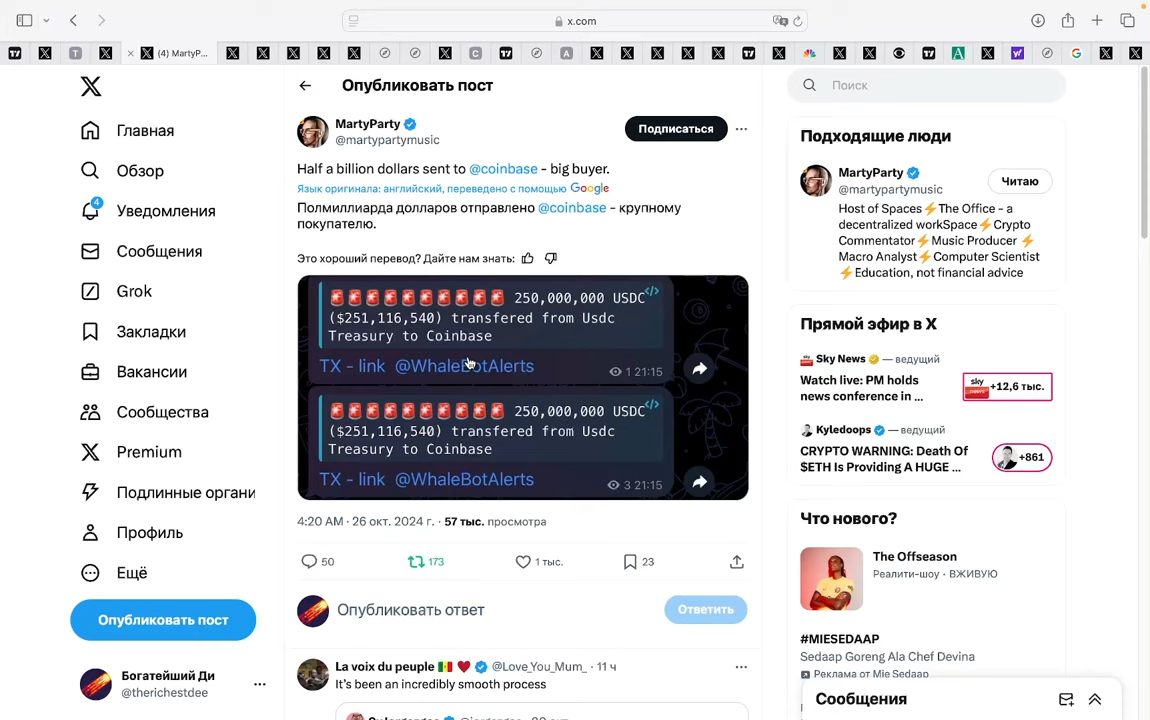 x.com
(4) MartyP...
Главная
Обзор
4
Уведомления
Сообщения
Grok
Закладки
Вакансии
Сообщества
Premium
Подлинные органи
Профиль
Ещё
Опубликовать пост
Богатейший Ди
@therichestdee
Опубликовать пост
MartyParty
@martypartymusic
Подписаться
Half a billion dollars sent to @coinbase - big buyer.
Язык оригинала: английский, переведено с помощью Google
Полмиллиарда долларов отправлено @coinbase - крупному
покупателю.
Это хороший перевод? Дайте нам знать:
250,000,000 USDC
($251,116,540) transfered from Usdc
Treasury to Coinbase
TX - link @WhaleBotAlerts
1 21:15
250,000,000 USDC
($251,116,540) transfered from Usdc
Treasury to Coinbase
TX - link @WhaleBotAlerts
3 21:15
4:20 AM · 26 окт. 2024 г. · 57 тыс. просмотра
50 173 1 тыс. 23
Опубликовать ответ
Ответить
La voix du peuple @Love_You_Mum_ · 11 ч
It's been an incredibly smooth process
Поиск
Подходящие люди
MartyParty
@martypartymusic
Читаю
Host of Spaces⚡The Office - a
decentralized workSpace⚡Crypto
Commentator⚡Music Producer ⚡
Macro Analyst⚡Computer Scientist
⚡Education, not financial advice
Прямой эфир в X
Sky News — ведущий
Watch live: PM holds
news conference in ...
sky
+12,6 тыс.
Kyledoops — ведущий
CRYPTO WARNING: Death Of
$ETH Is Providing A HUGE ...
+861
Что нового?
The Offseason
Реалити-шоу · ВЖИВУЮ
#MIESEDAAP
Sedaap Goreng Ala Chef Devina
Реклама от Mie Sedaap
Сообщения